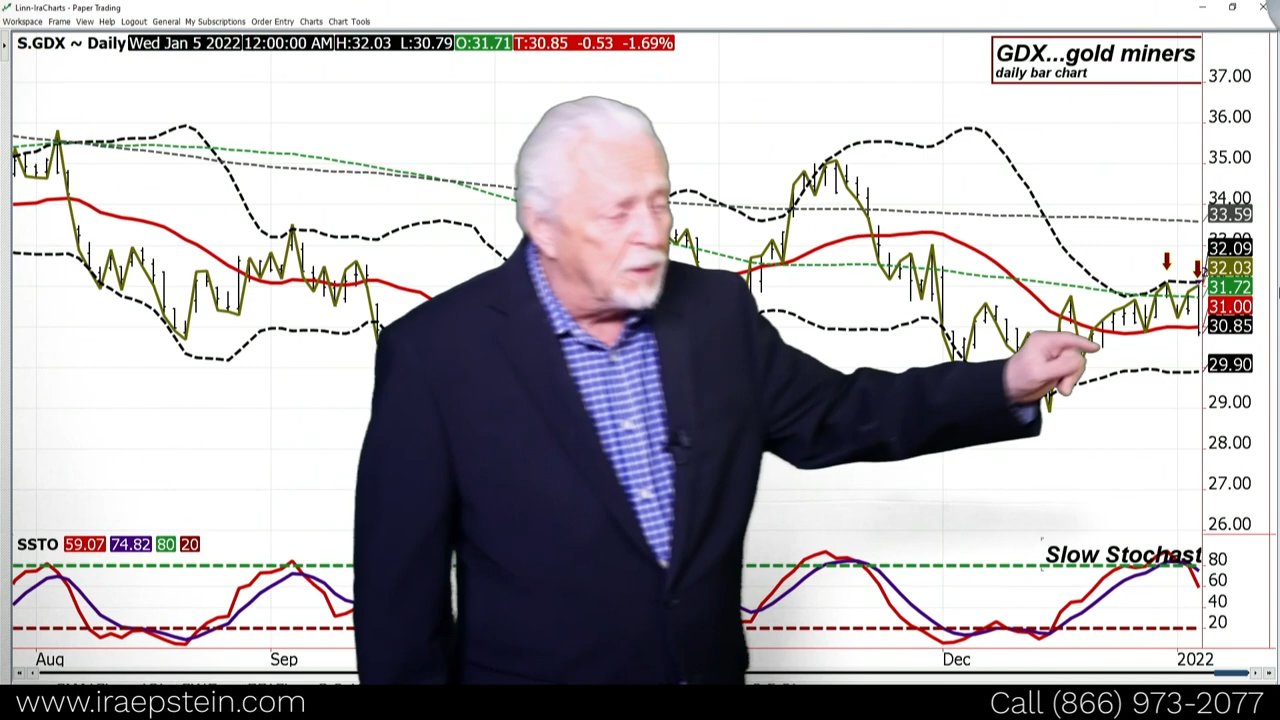 Linn-IraCharts - Paper Trading
Workspace Frame View Help Logout General My Subscriptions Order Entry Charts Chart Tools
S.GDX ~ Daily Wed Jan 5 2022 12:00:00 AM H:32.03 L:30.79 O:31.71 T:30.85 -0.53 -1.69%
GDX...gold miners
daily bar chart
37.00
36.00
35.00
34.00
33.59
33.00
32.09
32.03
31.72
31.00
30.85
29.90
29.00
28.00
27.00
26.00
SSTO 59.07 74.82 80 20
Slow Stochast
80
60
40
20
Aug Sep Dec 2022
www.iraepstein.com Call (866) 973-2077